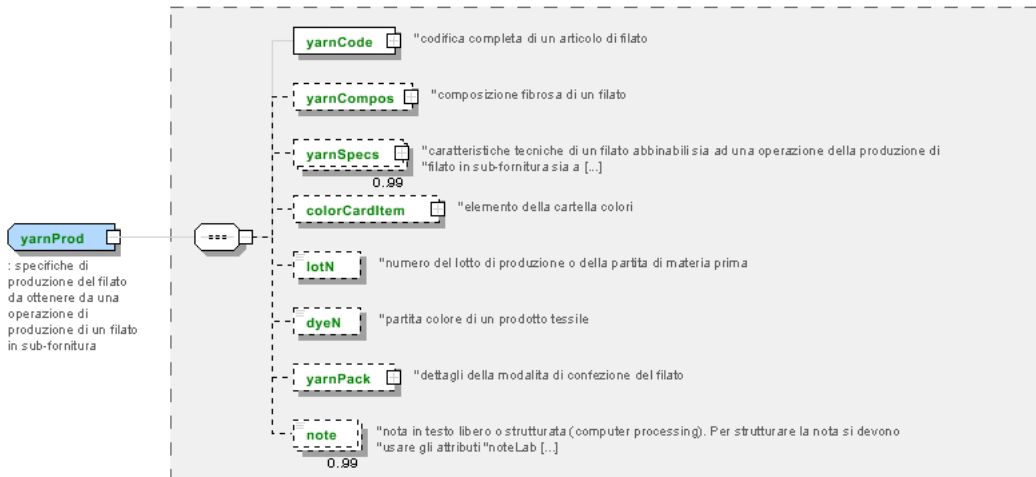 yarnCode
"codifica completa di un articolo di filato
yarnCompos
"composizione fibrosa di un filato
yarnSpecs
"caratteristiche tecniche di un filato abbinabili sia ad una operazione della produzione di
"filato in sub-fornitura sia a [...]
0..99
colorCardItem
"elemento della cartella colori
yarnProd
: specifiche di
produzione del filato
da ottenere da una
operazione di
produzione di un filato
in sub-fornitura
lotN
"numero del lotto di produzione o della partita di materia prima
dyeN
"partita colore di un prodotto tessile
yarnPack
"dettagli della modalita di confezione del filato
note
"nota in testo libero o strutturata (computer processing). Per strutturare la nota si devono
"usare gli attributi "noteLab [...]
0..99